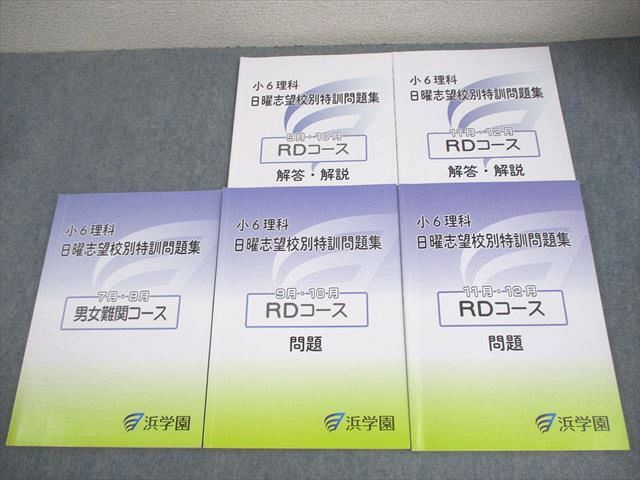 小6理科
日曜志望校別特訓問題集
9月・10月
RDコース
解答・解説
小6理科
日曜志望校別特訓問題集
11月・12月
RDコース
解答・解説
小6理科
日曜志望校別特訓問題集
7月・8月
男女難関コース
浜学園
小6理科
日曜志望校別特訓問題集
9月・10月
RDコース
問題
浜学園
小6理科
日曜志望校別特訓問題集
11月・12月
RDコース
問題
浜学園